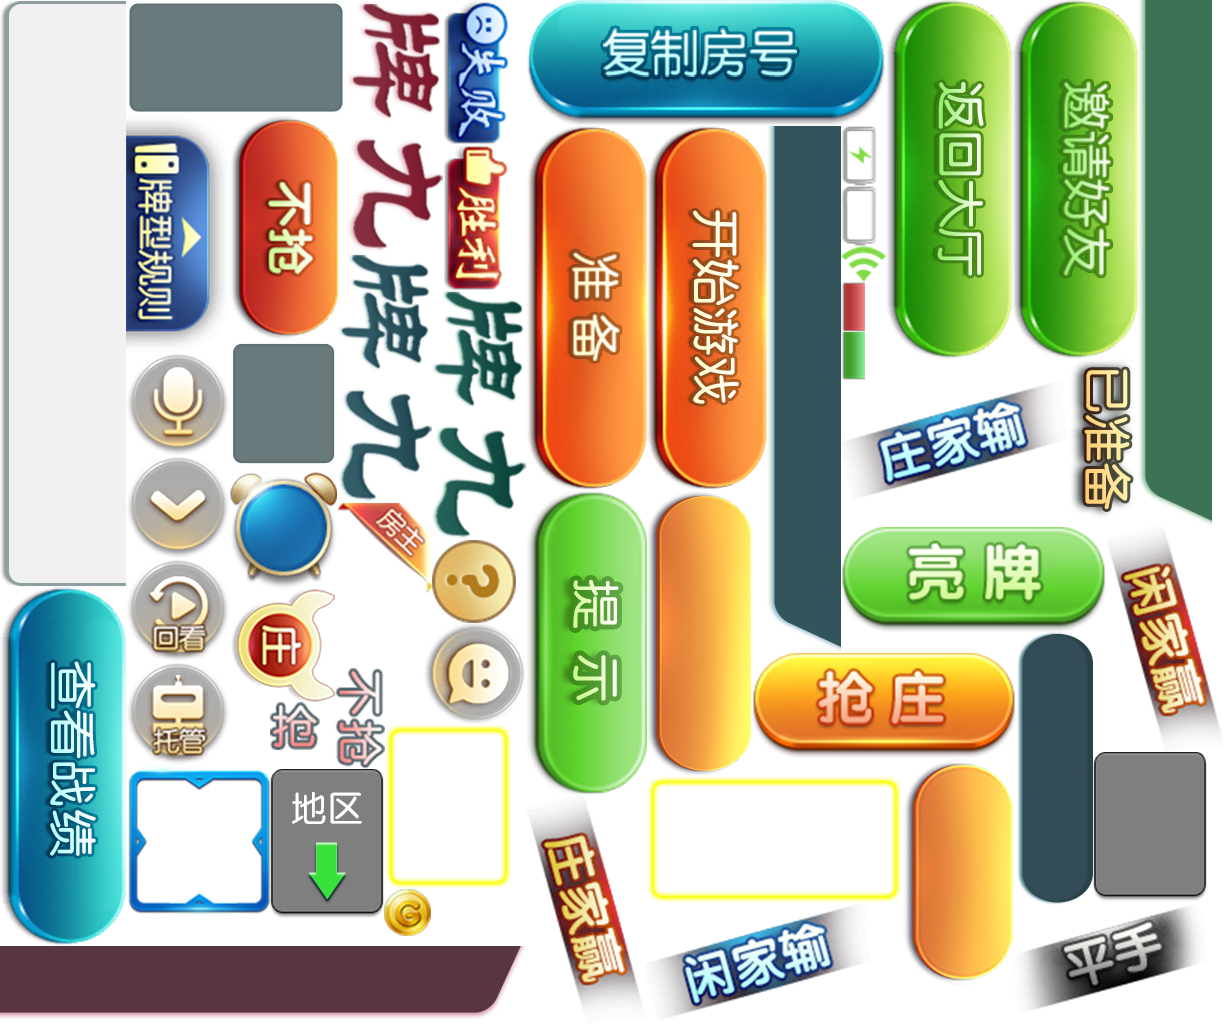 牌九
失败
复制房号
返回大厅
邀请好友
牌型规则
不抢
胜利
准备
开始游戏
牌九
牌九
庄家输
已准备
房主
?
亮牌
闲家赢
提示
回看
庄
抢庄
查看战绩
抢
不抢
托管
地区
庄家赢
闲家输
平手
G